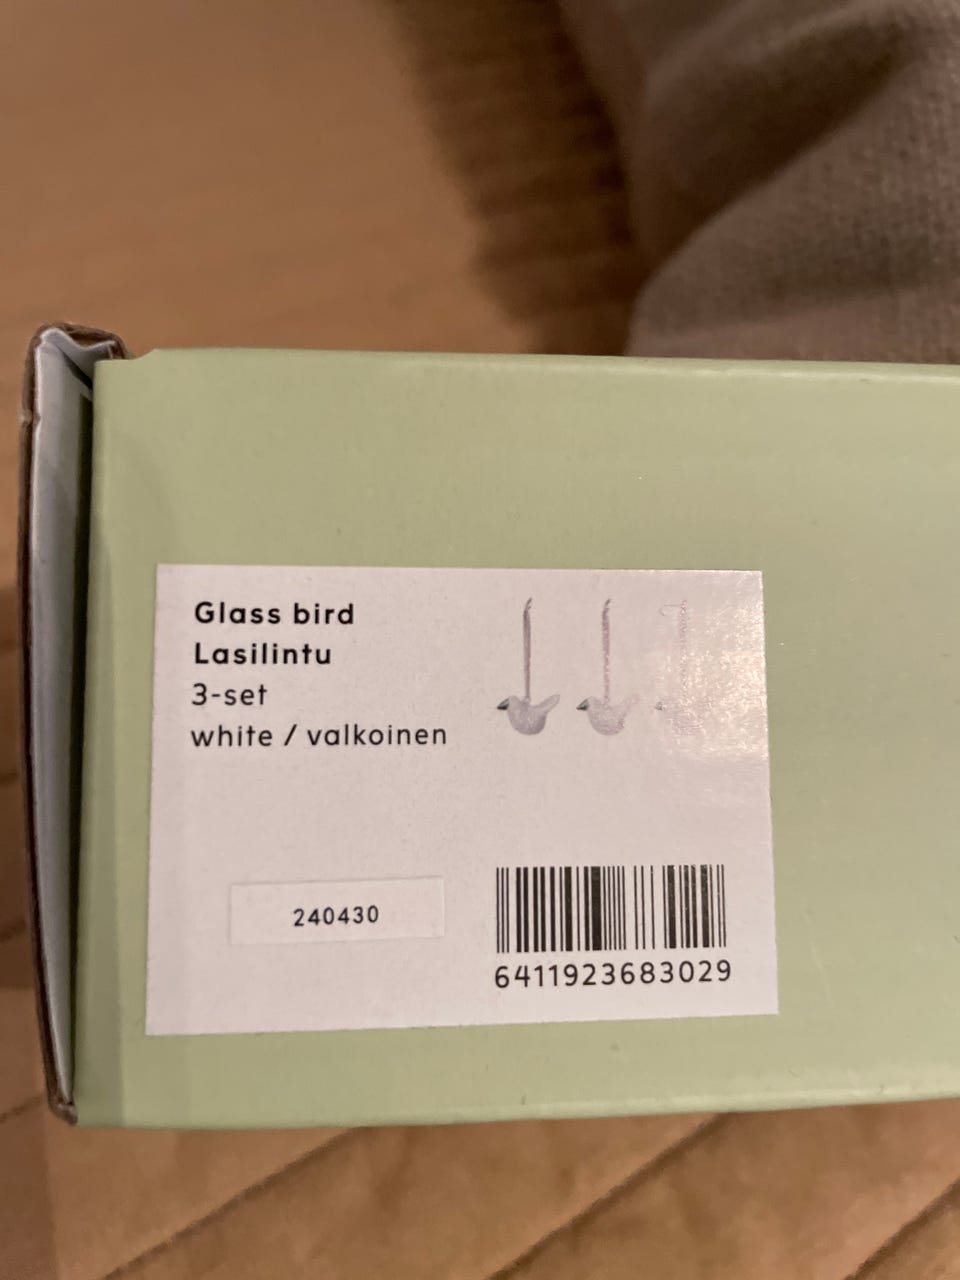 Glass bird
Lasilintu
3-set
white / valkoinen
240430
6411923683029